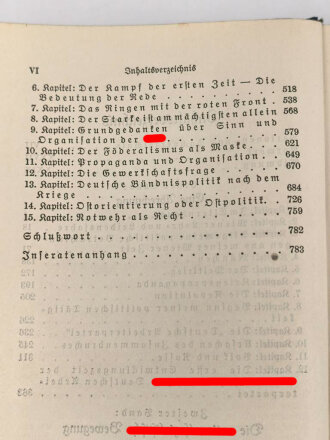 VI Inhaltsverzeichnis
6. Kapitel: Der Kampf der ersten Zeit — Die
Bedeutung der Rede . . . . . . . . . . . 518
7. Kapitel: Das Ringen mit der roten Front . 538
8. Kapitel: Der Starke ist am mächtigsten allein 568
9. Kapitel: Grundgedanken über Sinn und
Organisation der . . . . . . . . . . . 579
10. Kapitel: Der Föderalismus als Maske . . . 621
11. Kapitel: Propaganda und Organisation . . . 649
12. Kapitel: Die Gewerkschaftsfrage . . . . . 670
13. Kapitel: Deutsche Bündnispolitik nach dem
Kriege . . . . . . . . . . . . . . . . 684
14. Kapitel: Ostorientierung oder Ostpolitik . . 726
15. Kapitel: Notwehr als Recht . . . . . . . 759
Schlußwort . . . . . . . . . . . . . . . 782
Inseratenanhang . . . . . . . . . . . . . 783